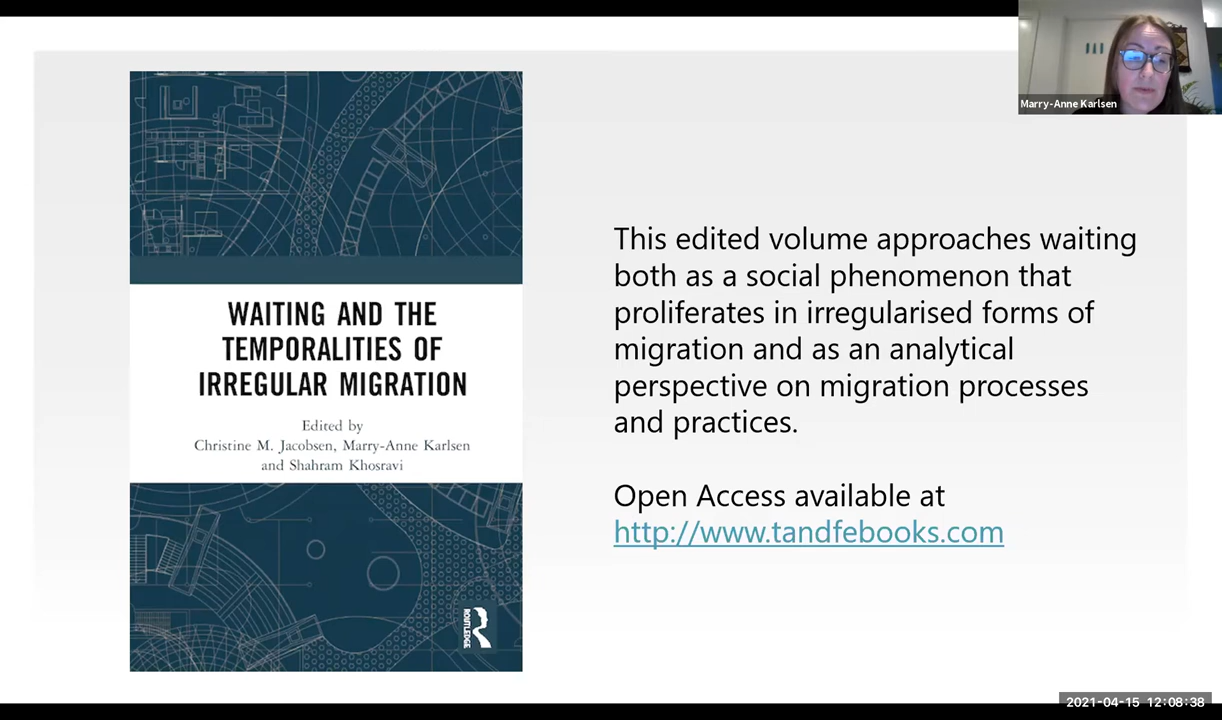 Marry-Anne Karlsen
WAITING AND THE
TEMPORALITIES OF
IRREGULAR MIGRATION
Edited by
Christine M. Jacobsen, Marry-Anne Karlsen
and Shahram Khosravi
ROUTLEDGE
This edited volume approaches waiting
both as a social phenomenon that
proliferates in irregularised forms of
migration and as an analytical
perspective on migration processes
and practices.
Open Access available at
http://www.tandfebooks.com
2021-04-15 12:08:38